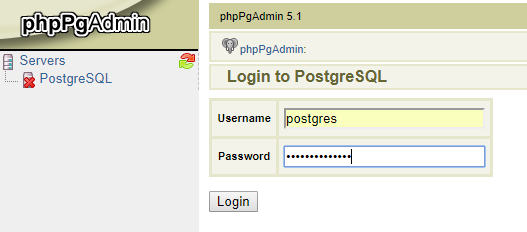 phpPgAdmin
Servers
PostgreSQL
phpPgAdmin 5.1
phpPgAdmin:
Login to PostgreSQL
Username
postgres
Password
••••••••••••••
Login